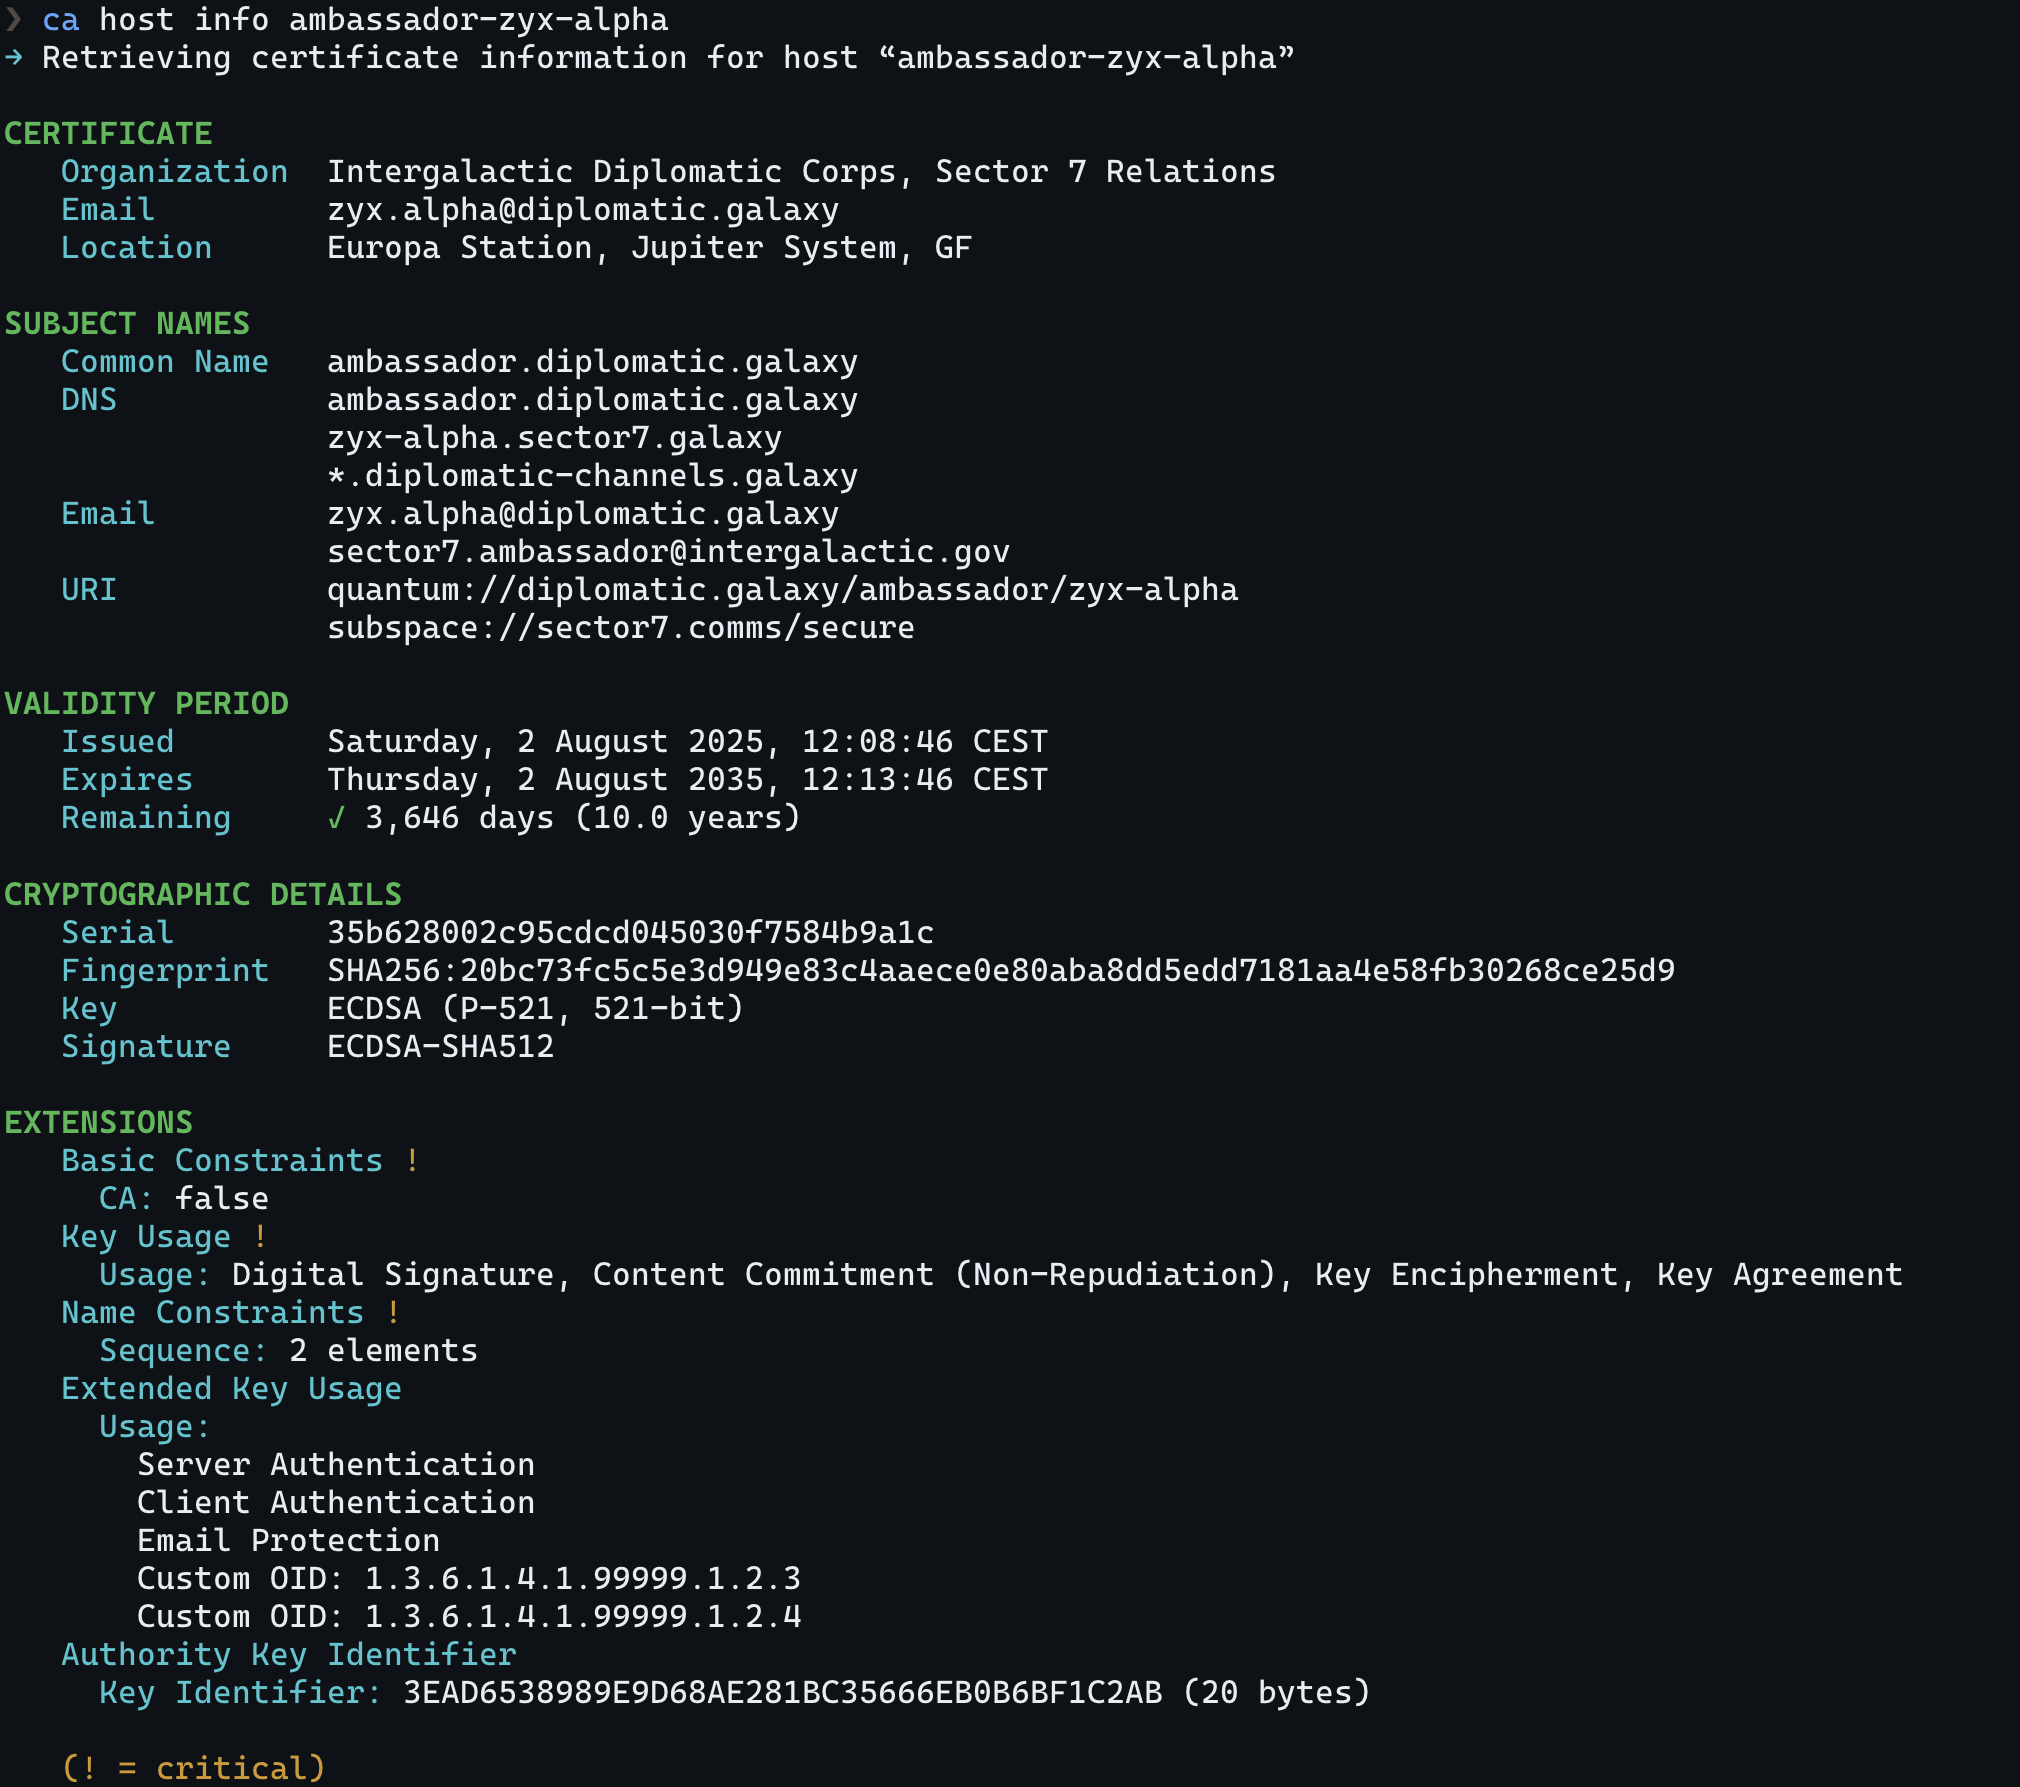 ❯ ca host info ambassador-zyx-alpha
→ Retrieving certificate information for host “ambassador-zyx-alpha”
CERTIFICATE
Organization Intergalactic Diplomatic Corps, Sector 7 Relations
Email zyx.alpha@diplomatic.galaxy
Location Europa Station, Jupiter System, GF
SUBJECT NAMES
Common Name ambassador.diplomatic.galaxy
DNS ambassador.diplomatic.galaxy
zyx-alpha.sector7.galaxy
*.diplomatic-channels.galaxy
Email zyx.alpha@diplomatic.galaxy
sector7.ambassador@intergalactic.gov
URI quantum://diplomatic.galaxy/ambassador/zyx-alpha
subspace://sector7.comms/secure
VALIDITY PERIOD
Issued Saturday, 2 August 2025, 12:08:46 CEST
Expires Thursday, 2 August 2035, 12:13:46 CEST
Remaining √ 3,646 days (10.0 years)
CRYPTOGRAPHIC DETAILS
Serial 35b628002c95cdcd045030f7584b9a1c
Fingerprint SHA256:20bc73fc5c5e3d949e83c4aaece0e80aba8dd5edd7181aa4e58fb30268ce25d9
Key ECDSA (P-521, 521-bit)
Signature ECDSA-SHA512
EXTENSIONS
Basic Constraints !
CA: false
Key Usage !
Usage: Digital Signature, Content Commitment (Non-Repudiation), Key Encipherment, Key Agreement
Name Constraints !
Sequence: 2 elements
Extended Key Usage
Usage:
Server Authentication
Client Authentication
Email Protection
Custom OID: 1.3.6.1.4.1.99999.1.2.3
Custom OID: 1.3.6.1.4.1.99999.1.2.4
Authority Key Identifier
Key Identifier: 3EAD6538989E9D68AE281BC35666EB0B6BF1C2AB (20 bytes)
(! = critical)